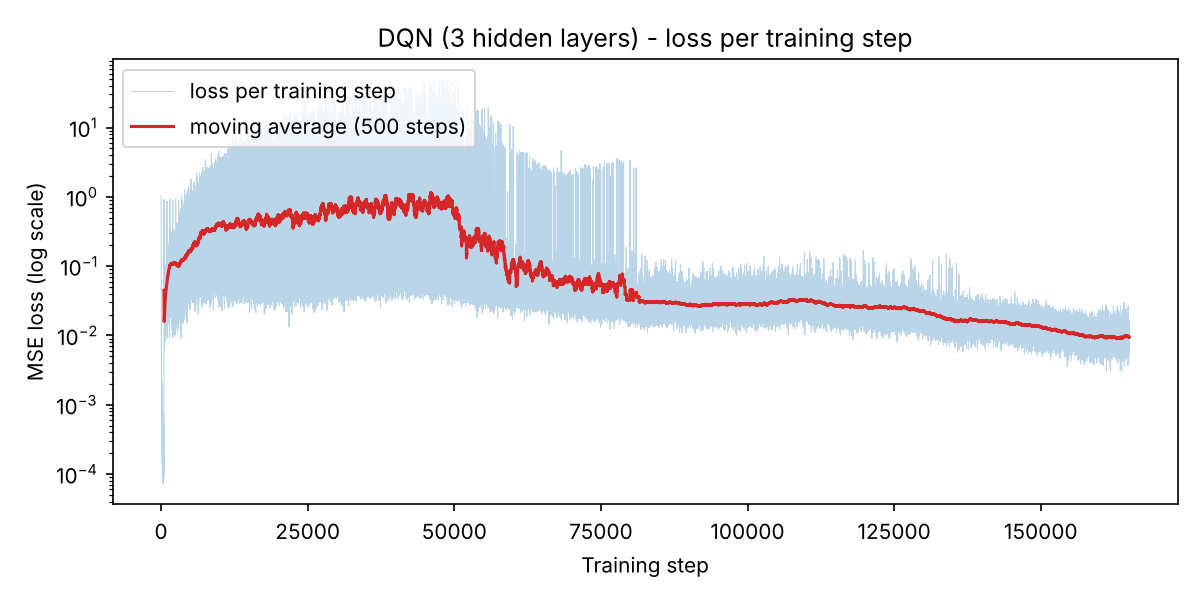 DQN (3 hidden layers) - loss per training step
loss per training step
moving average (500 steps)
MSE loss (log scale)
10¹
10⁰
10⁻¹
10⁻²
10⁻³
10⁻⁴
0 25000 50000 75000 100000 125000 150000
Training step